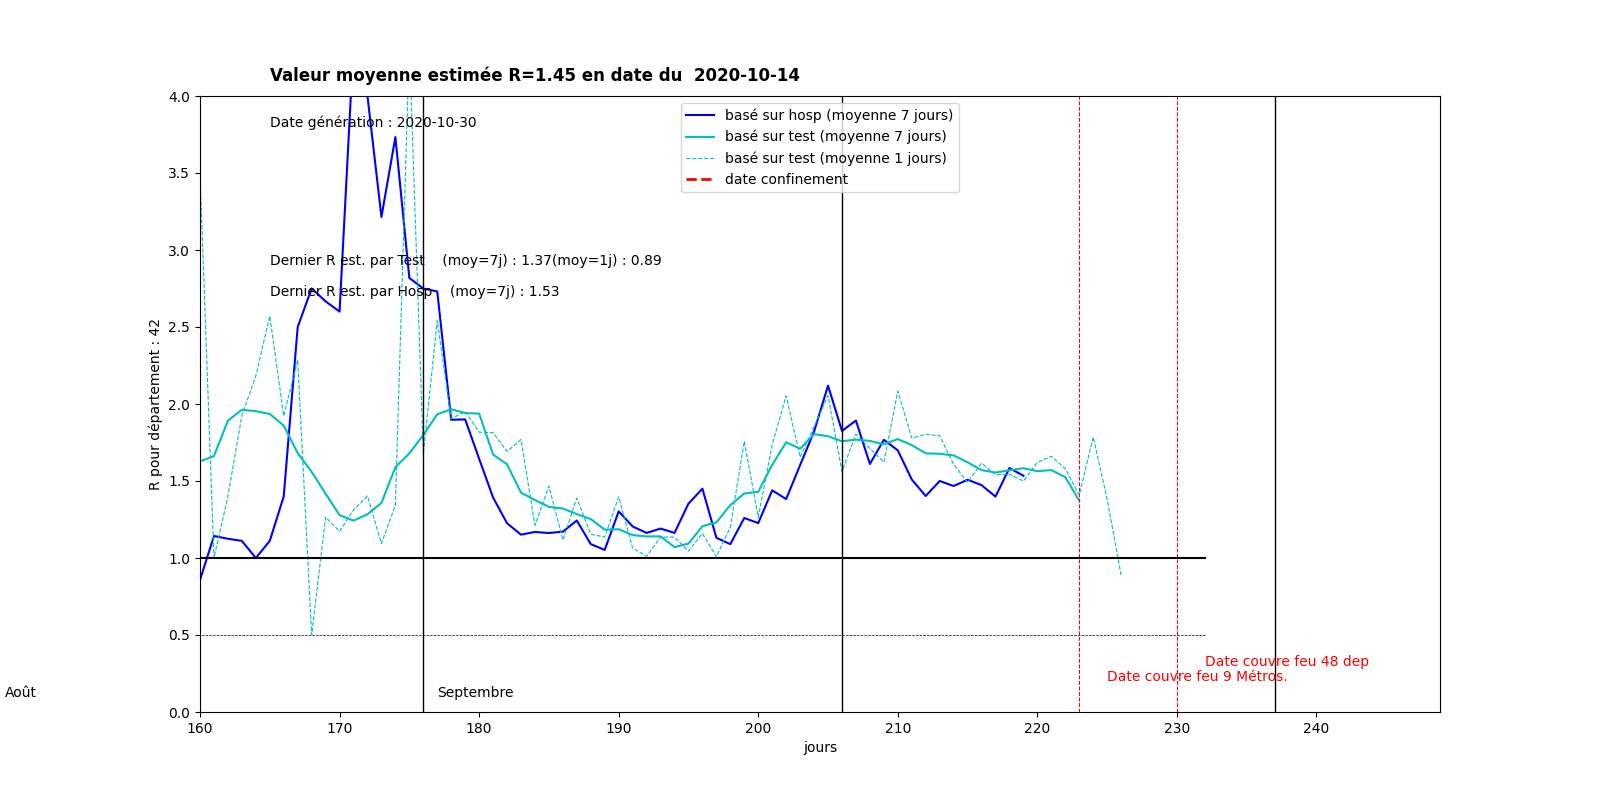 Valeur moyenne estimée R=1.45 en date du  2020-10-14
4.0
3.5
3.0
2.5
2.0
1.5
1.0
0.5
0.0
R pour département : 42
Date génération : 2020-10-30
basé sur hosp (moyenne 7 jours)
basé sur test (moyenne 7 jours)
basé sur test (moyenne 1 jours)
date confinement
Dernier R est. par Test    (moy=7j) : 1.37(moy=1j) : 0.89
Dernier R est. par Hosp    (moy=7j) : 1.53
Date couvre feu 48 dep
Date couvre feu 9 Métros.
Août
Septembre
160 170 180 190 200 210 220 230 240
jours